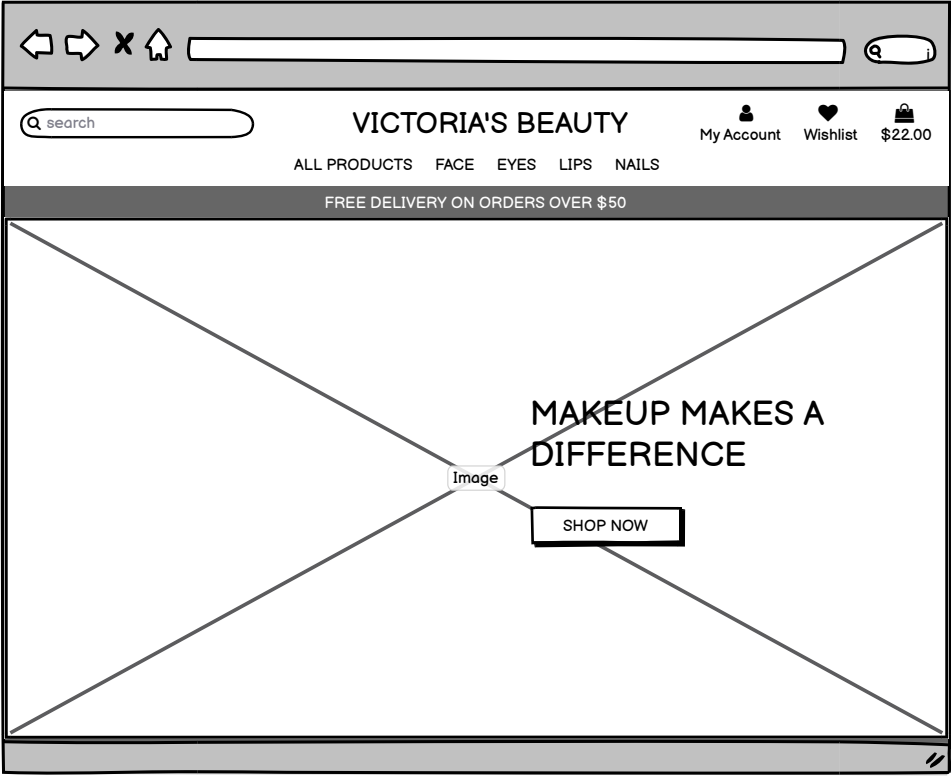 search
VICTORIA'S BEAUTY
My Account
Wishlist
$22.00
ALL PRODUCTS FACE EYES LIPS NAILS
FREE DELIVERY ON ORDERS OVER $50
MAKEUP MAKES A
DIFFERENCE
Image
SHOP NOW